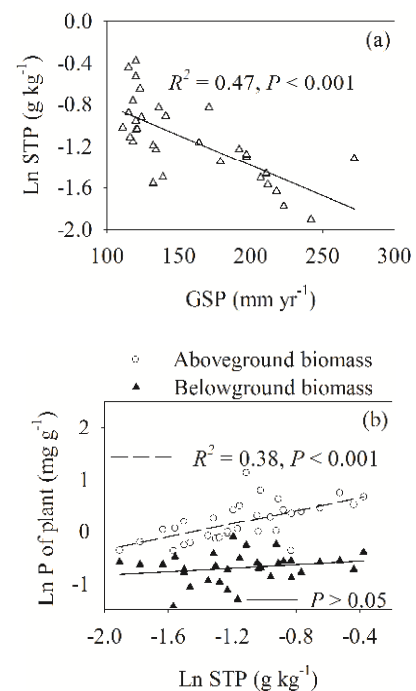 (a)
R² = 0.47, P < 0.001
Ln STP (g kg⁻¹)
0.0
-0.4
-0.8
-1.2
-1.6
-2.0
100 150 200 250 300
GSP (mm yr⁻¹)
Aboveground biomass
Belowground biomass
(b)
R² = 0.38, P < 0.001
Ln P of plant (mg g⁻¹)
2
1
0
-1
P > 0.05
-2.0 -1.6 -1.2 -0.8 -0.4
Ln STP (g kg⁻¹)